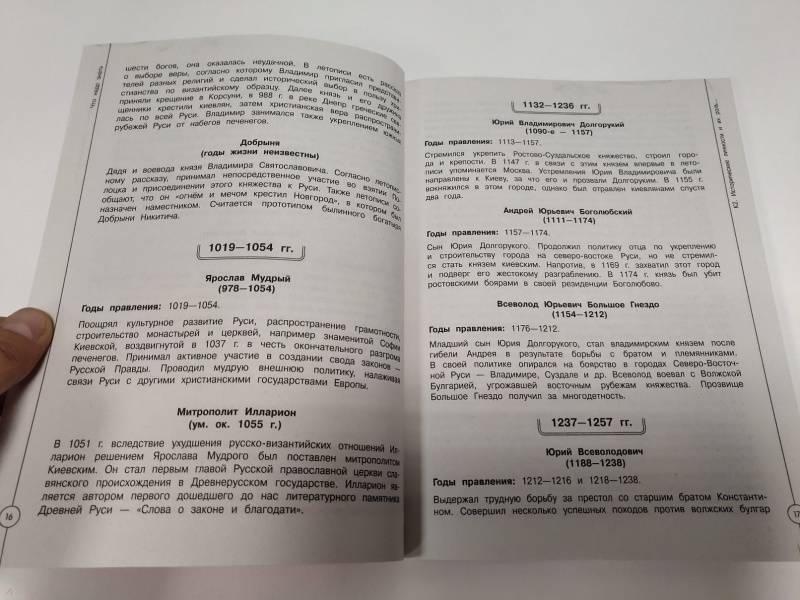 Что надо знать
шести богов, она оказалась неудачной. В летописи есть рассказ
о выборе веры, согласно которому Владимир пригласил представи-
телей разных религий и сделал исторический выбор в пользу хри-
стианства по византийскому образцу. Далее князь и его дружина
приняли крещение в Корсуни, в 988 г. в реке Днепр греческие свя-
щенники крестили киевлян, затем христианская вера распростани-
лась по всей Руси. Владимир занимался также укреплением южных
рубежей Руси от набегов печенегов.
Добрыня
(годы жизни неизвестны)
Дядя и воевода князя Владимира Святославовича. Согласно летопис-
ному рассказу, принимал непосредственное участие во взятии По-
лоцка и присоединении этого княжества к Руси. Также летописи со-
общают, что он «огнём и мечом крестил Новгород», в котором был
назначен наместником. Считается прототипом былинного богатыря
Добрыни Никитича.
1019—1054 гг.
Ярослав Мудрый
(978—1054)
Годы правления: 1019—1054.
Поощрял культурное развитие Руси, распространение грамотности,
строительство монастырей и церквей, например знаменитой Софии
Киевской, воздвигнутой в 1037 г. в честь окончательного разгрома
печенегов. Принимал активное участие в создании свода законов —
Русской Правды. Проводил мудрую внешнюю политику, налаживая
связи Руси с другими христианскими государствами Европы.
Митрополит Илларион
(ум. ок. 1055 г.)
В 1051 г. вследствие ухудшения русско-византийских отношений Ил-
ларион решением Ярослава Мудрого был поставлен митрополитом
Киевским. Он стал первым главой Русской православной церкви сла-
вянского происхождения в Древнерусском государстве. Илларион яв-
ляется автором первого дошедшего до нас литературного памятника
Древней Руси — «Слова о законе и благодати».
16
1132—1236 гг.
Юрий Владимирович Долгорукий
(1090-е — 1157)
Годы правления: 1113—1157.
Стремился укрепить Ростово-Суздальское княжество, строил горо-
да и крепости. В 1147 г. в связи с этим князем впервые в лето-
писи упоминается Москва. Устремления Юрия Владимировича были
направлены к Киеву, за что его и прозвали Долгоруким. В 1155 г.
вокняжился в этом городе, однако был отравлен киевлянами спустя
два года.
Андрей Юрьевич Боголюбский
(1111—1174)
Годы правления: 1157—1174.
Сын Юрия Долгорукого. Продолжил политику отца по укреплению
и строительству городов на северо-востоке Руси, но не стремил-
ся стать князем киевским. Напротив, в 1169 г. захватил этот город
и подверг его жестокому разграблению. В 1174 г. князь был убит
ростовскими боярами в своей резиденции Боголюбово.
Всеволод Юрьевич Большое Гнездо
(1154—1212)
Годы правления: 1176—1212.
Младший сын Юрия Долгорукого, стал владимирским князем после
гибели Андрея в результате борьбы с братом и племянниками.
В своей политике опирался на боярство в городах Северо-Восточ-
ной Руси — Владимире, Суздале и др. Всеволод воевал с Волжской
Булгарией, угрожавшей восточным рубежам княжества. Прозвище
Большое Гнездо получил за многодетность.
1237—1257 гг.
Юрий Всеволодович
(1188—1238)
Годы правления: 1212—1216 и 1218—1238.
Выдержал трудную борьбу за престол со старшим братом Константи-
ном. Совершил несколько успешных походов против волжских булгар
Исторические личности и их роль
17